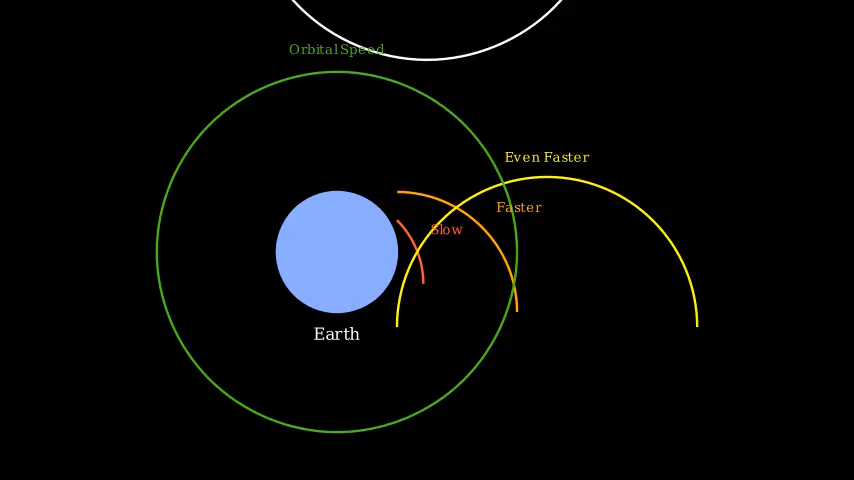 Orbital Speed
Even Faster
Faster
Slow
Earth